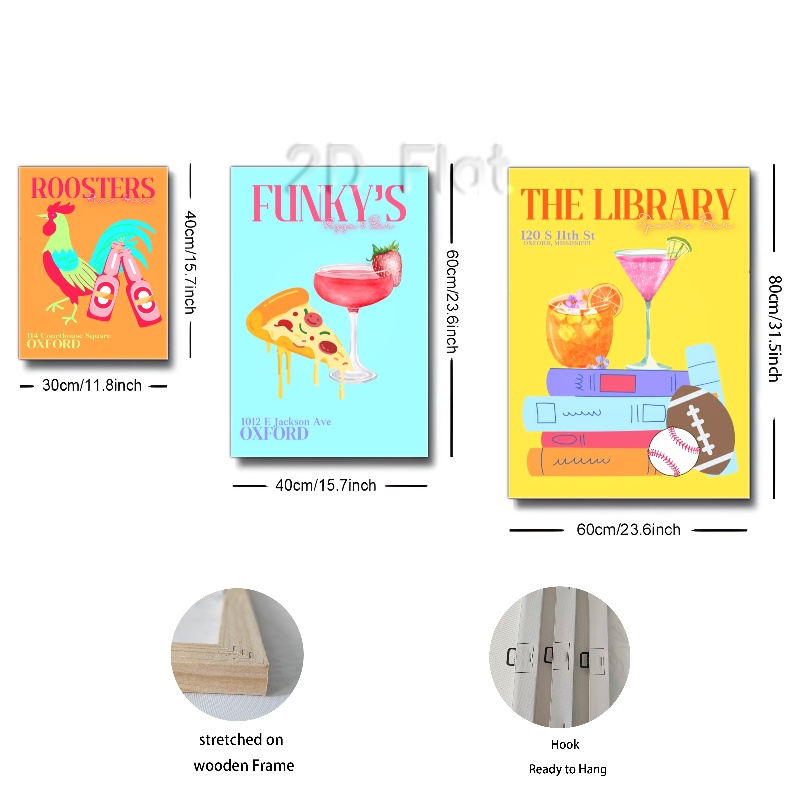 2D Flat
ROOSTERS
114 Courthouse Square
OXFORD
40cm/15.7inch
30cm/11.8inch
FUNKY'S
Pizza & Bar
1012 E Jackson Ave
OXFORD
60cm/23.6inch
40cm/15.7inch
THE LIBRARY
Sports Bar
120 S 11th St
OXFORD, MISSISSIPPI
80cm/31.5inch
60cm/23.6inch
stretched on
wooden Frame
Hook
Ready to Hang